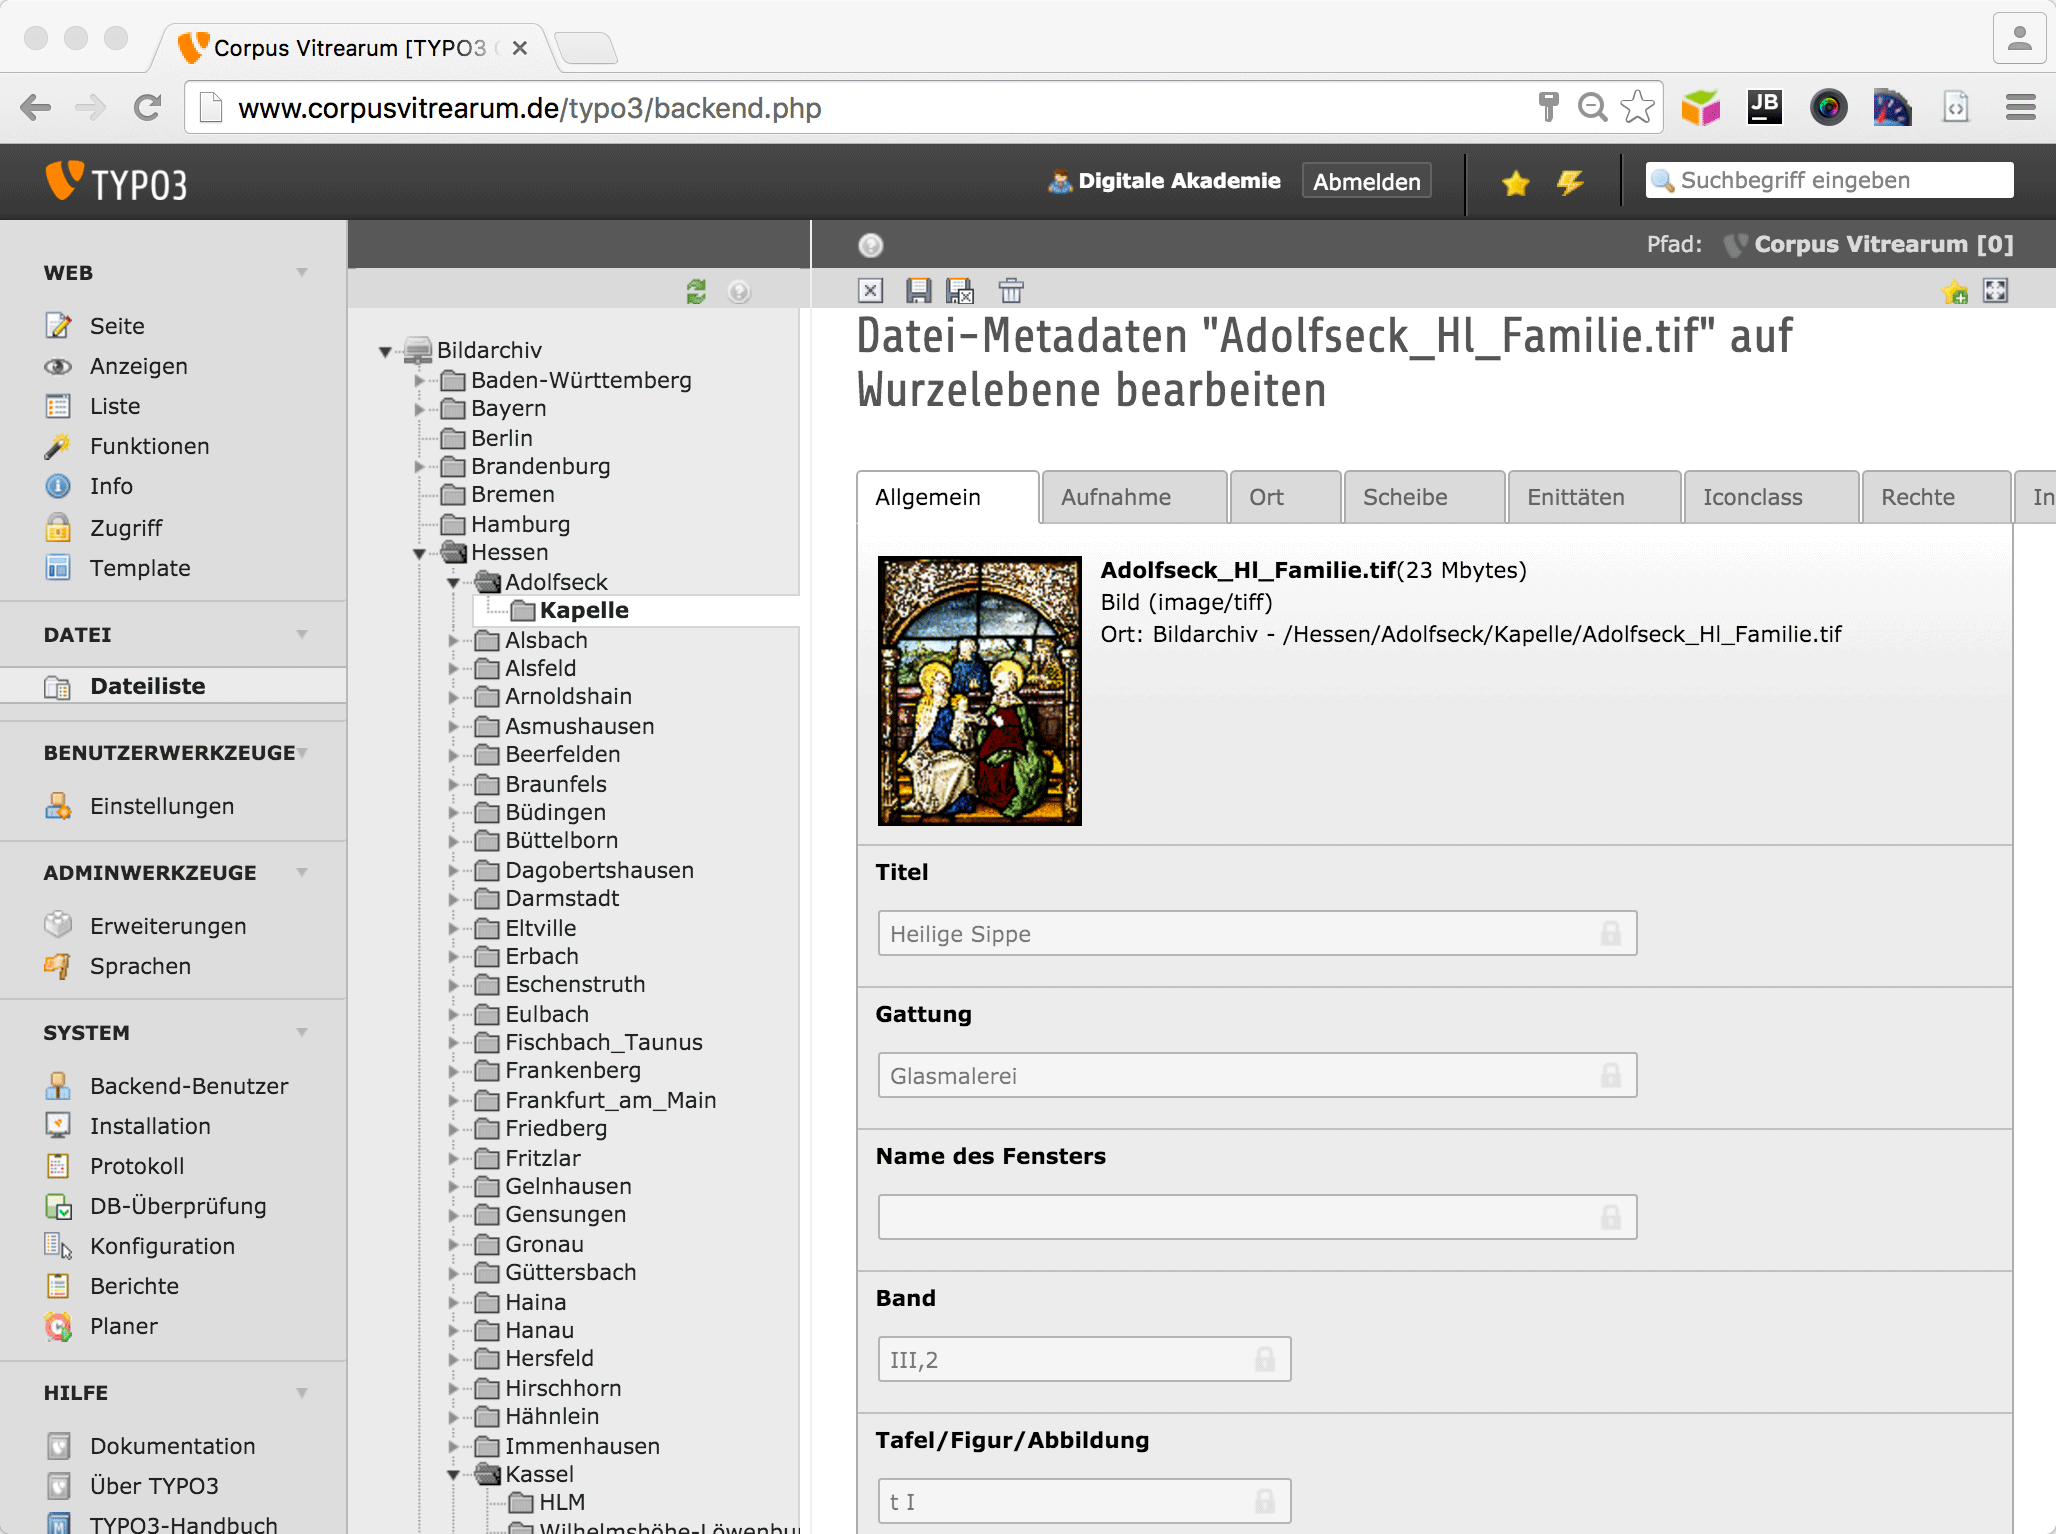 Corpus Vitrearum [TYPO3
www.corpusvitrearum.de/typo3/backend.php
JB
TYPO3
Digitale Akademie
Abmelden
Suchbegriff eingeben
Pfad: Corpus Vitrearum [0]
WEB
Seite
Anzeigen
Liste
Funktionen
Info
Zugriff
Template
DATEI
Dateiliste
BENUTZERWERKZEUGE
Einstellungen
ADMINWERKZEUGE
Erweiterungen
Sprachen
SYSTEM
Backend-Benutzer
Installation
Protokoll
DB-Überprüfung
Konfiguration
Berichte
Planer
HILFE
Dokumentation
Über TYPO3
TYPO3-Handbuch
Bildarchiv
Baden-Württemberg
Bayern
Berlin
Brandenburg
Bremen
Hamburg
Hessen
Adolfseck
Kapelle
Alsbach
Alsfeld
Arnoldshain
Asmushausen
Beerfelden
Braunfels
Büdingen
Büttelborn
Dagobertshausen
Darmstadt
Eltville
Erbach
Eschenstruth
Eulbach
Fischbach_Taunus
Frankenberg
Frankfurt_am_Main
Friedberg
Fritzlar
Gelnhausen
Gensungen
Gronau
Güttersbach
Haina
Hanau
Hersfeld
Hirschhorn
Hähnlein
Immenhausen
Kassel
HLM
Wilhelmshöhe-Löwenbu
Datei-Metadaten "Adolfseck_Hl_Familie.tif" auf
Wurzelebene bearbeiten
Allgemein
Aufnahme
Ort
Scheibe
Enittäten
Iconclass
Rechte
In
Adolfseck_Hl_Familie.tif(23 Mbytes)
Bild (image/tiff)
Ort: Bildarchiv - /Hessen/Adolfseck/Kapelle/Adolfseck_Hl_Familie.tif
Titel
Heilige Sippe
Gattung
Glasmalerei
Name des Fensters
Band
III,2
Tafel/Figur/Abbildung
t I